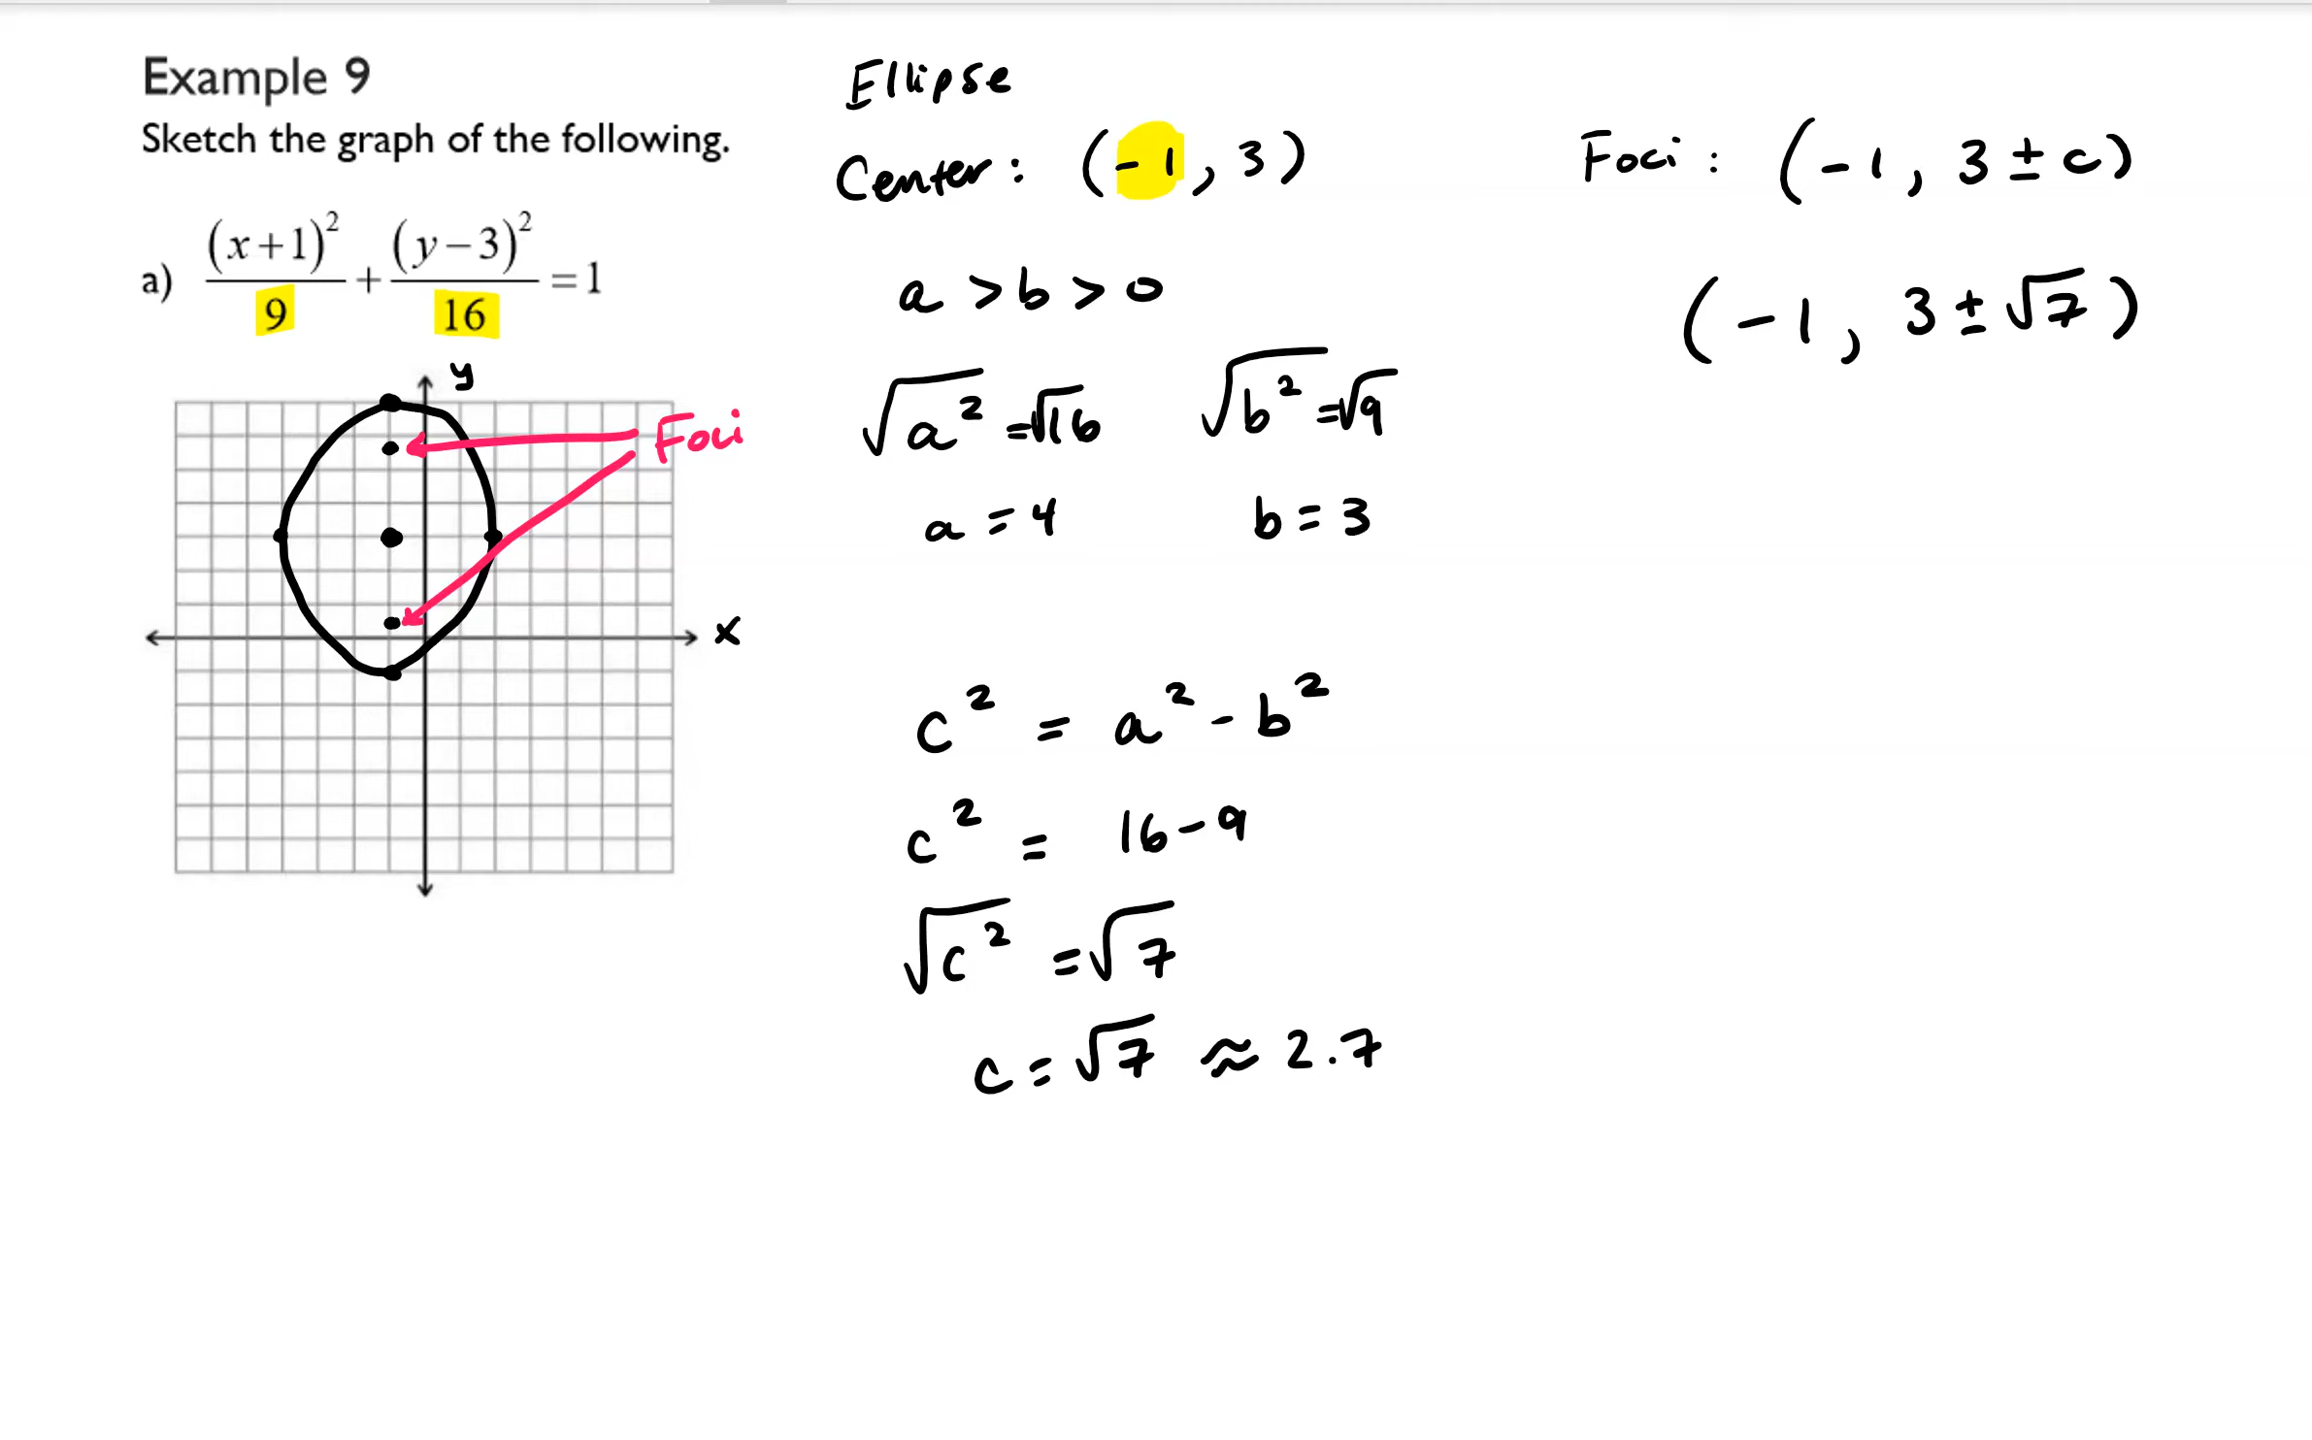 Example 9
Sketch the graph of the following.
a) (x+1)²/9 + (y−3)²/16 = 1
y
Foci
x
Ellipse
Center: (-1, 3)
a > b > 0
√a² = √16 √b² = √9
a = 4 b = 3
c² = a² - b²
c² = 16 - 9
√c² = √7
c = √7 ≈ 2.7
Foci: (-1, 3 ± c)
(-1, 3 ± √7)